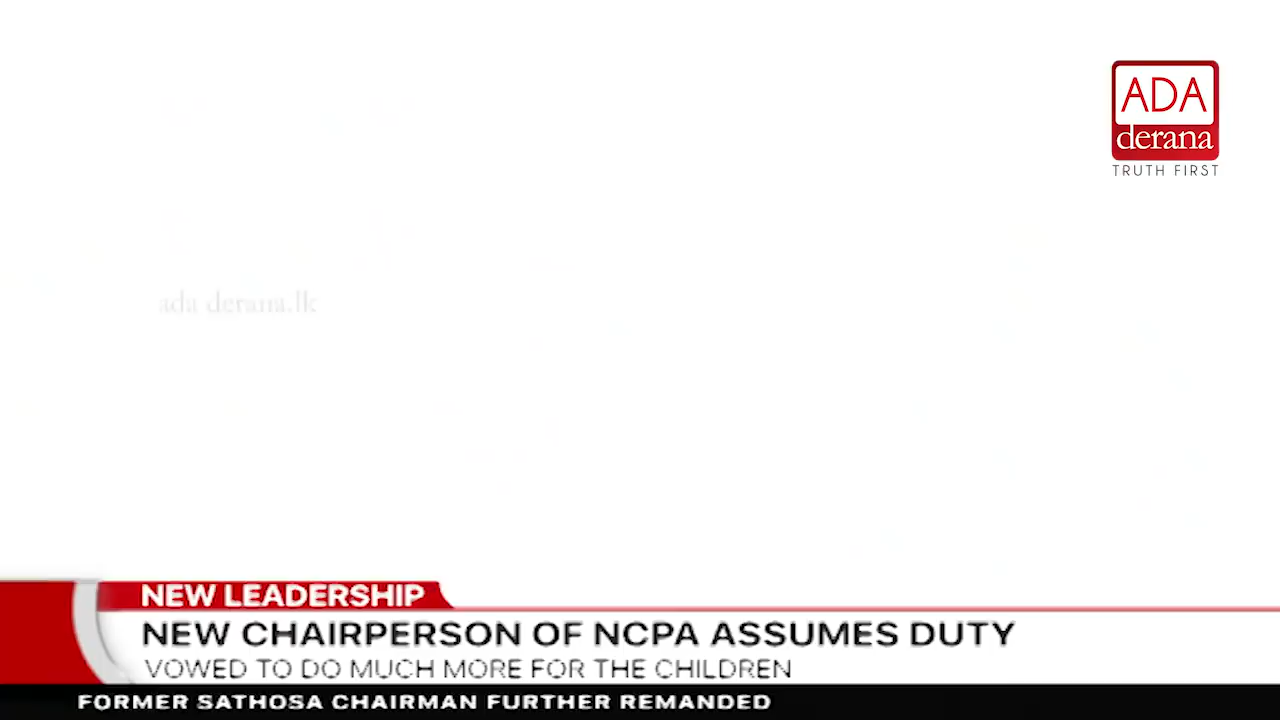 ADA
derana
TRUTH FIRST
ada derana.lk
NEW LEADERSHIP
NEW CHAIRPERSON OF NCPA ASSUMES DUTY
VOWED TO DO MUCH MORE FOR THE CHILDREN
FORMER SATHOSA CHAIRMAN FURTHER REMANDED